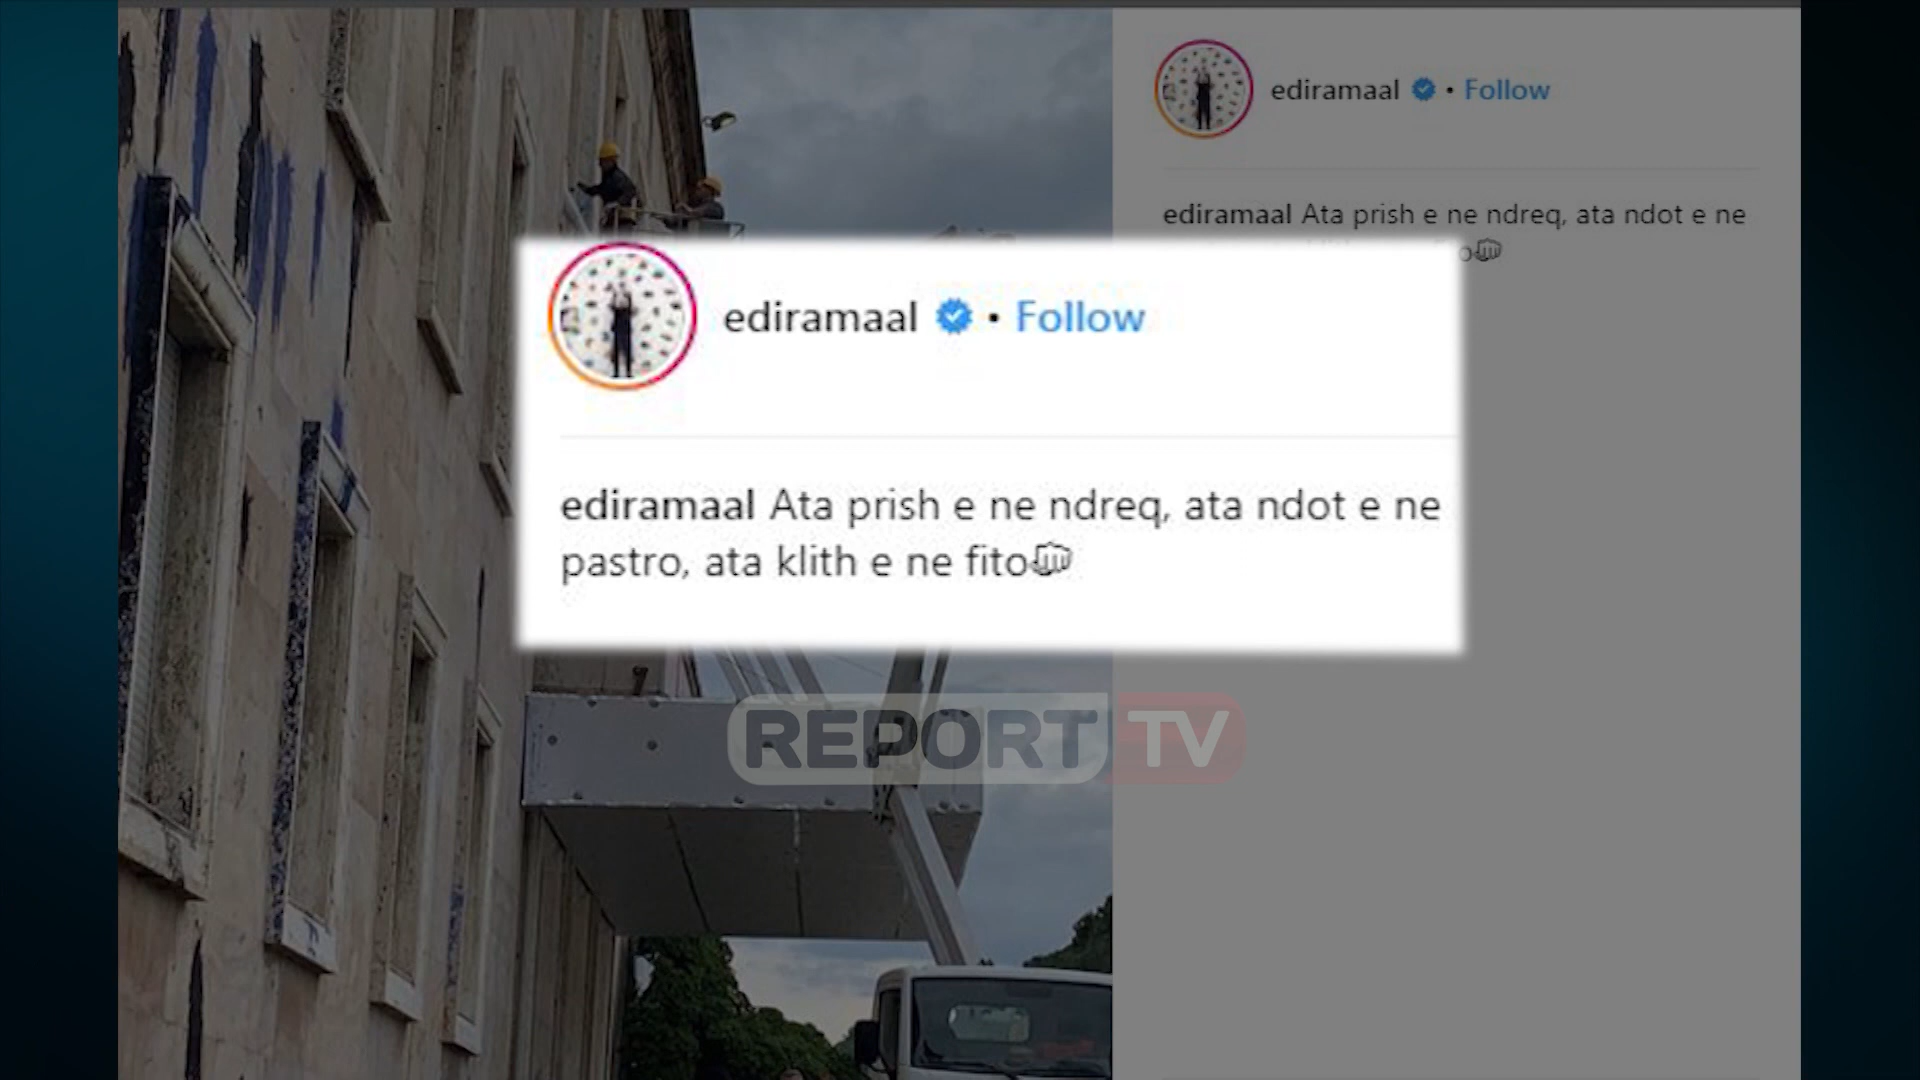 ediramaal • Follow
ediramaal Ata prish e ne ndreq, ata ndot e ne
o
ediramaal • Follow
ediramaal Ata prish e ne ndreq, ata ndot e ne
pastro, ata klith e ne fito👊
REPORT TV